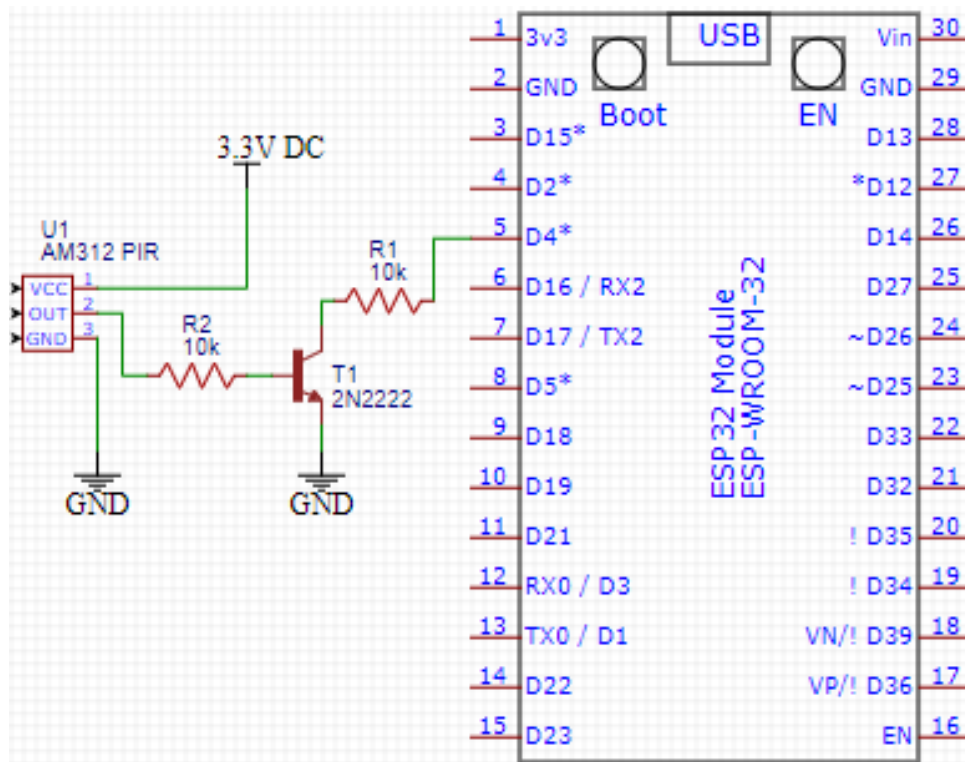 3.3V DC
U1
AM312 PIR
VCC 1
OUT 2
GND 3
R2
10k
R1
10k
T1
2N2222
GND
GND
USB
Boot
EN
ESP32 Module
ESP-WROOM-32
1 3v3
2 GND
3 D15*
4 D2*
5 D4*
6 D16 / RX2
7 D17 / TX2
8 D5*
9 D18
10 D19
11 D21
12 RX0 / D3
13 TX0 / D1
14 D22
15 D23
Vin 30
GND 29
D13 28
*D12 27
D14 26
D27 25
~D26 24
~D25 23
D33 22
D32 21
! D35 20
! D34 19
VN/! D39 18
VP/! D36 17
EN 16